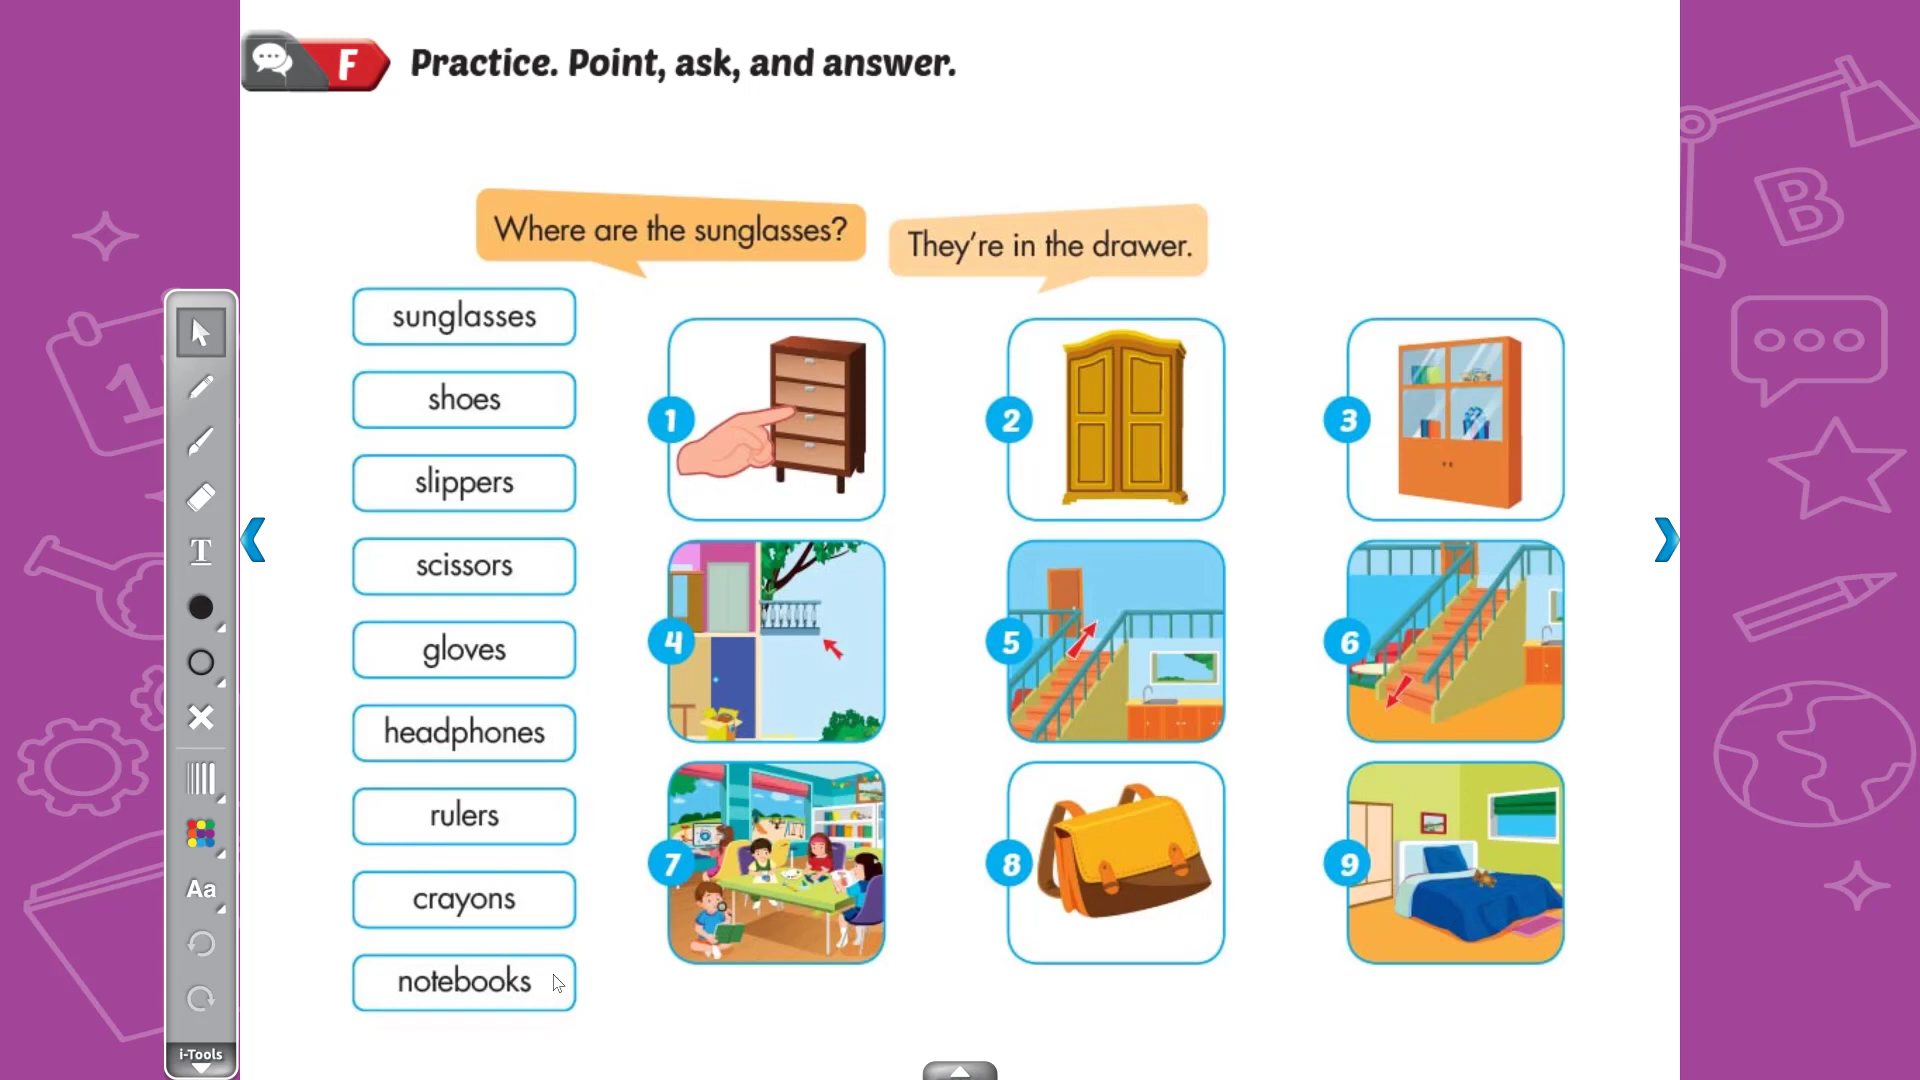 F
Practice. Point, ask, and answer.
Where are the sunglasses?
They're in the drawer.
sunglasses
shoes
slippers
scissors
gloves
headphones
rulers
crayons
notebooks
1
2
3
4
5
6
7
8
9
T
Aa
i-Tools
1
B